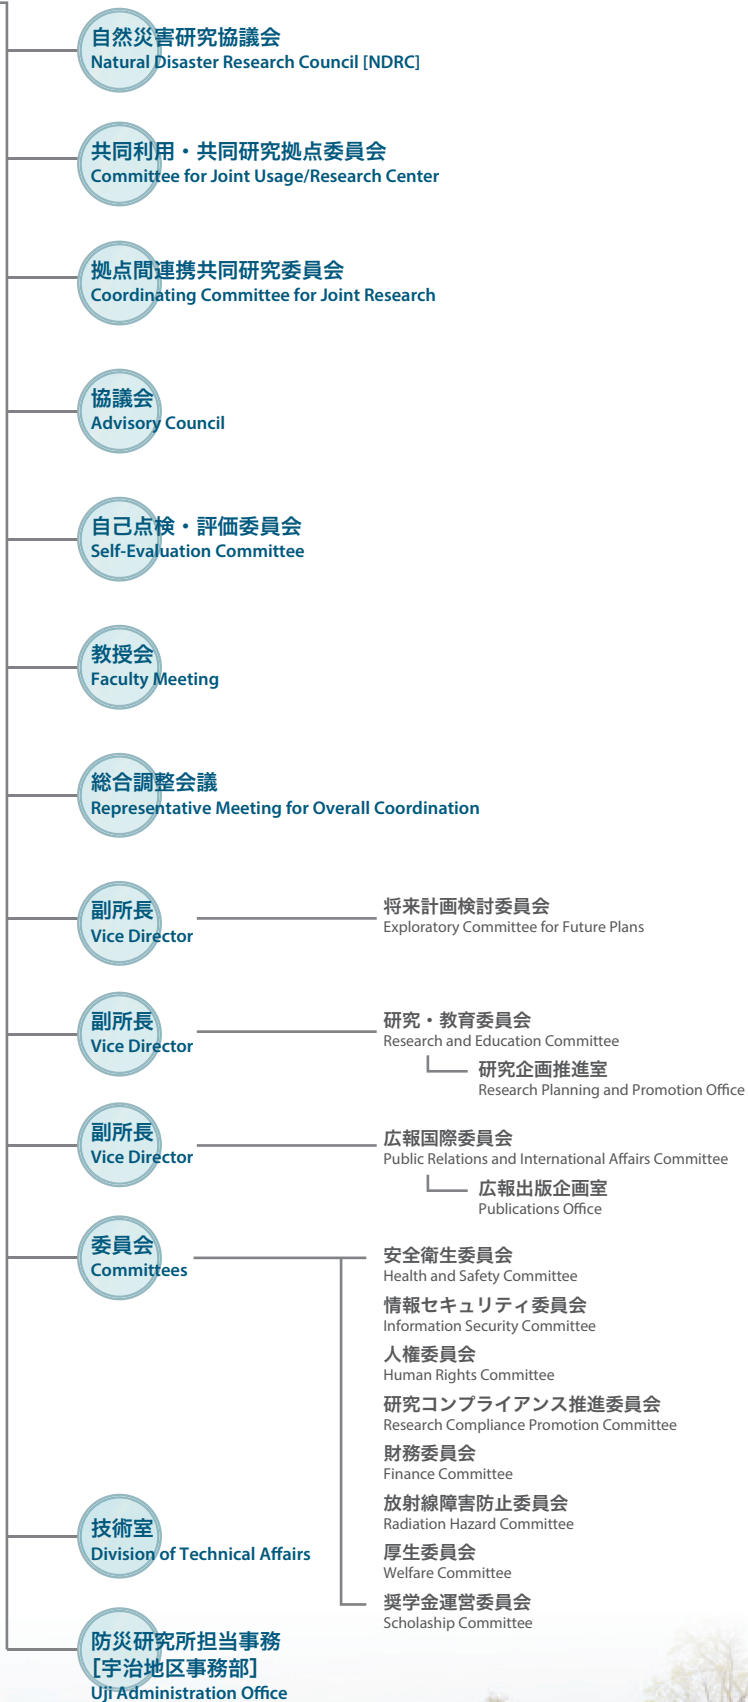 自然災害研究協議会
Natural Disaster Research Council [NDRC]
共同利用・共同研究拠点委員会
Committee for Joint Usage/Research Center
拠点間連携共同研究委員会
Coordinating Committee for Joint Research
協議会
Advisory Council
自己点検・評価委員会
Self-Evaluation Committee
教授会
Faculty Meeting
総合調整会議
Representative Meeting for Overall Coordination
副所長
Vice Director
将来計画検討委員会
Exploratory Committee for Future Plans
副所長
Vice Director
研究・教育委員会
Research and Education Committee
研究企画推進室
Research Planning and Promotion Office
副所長
Vice Director
広報国際委員会
Public Relations and International Affairs Committee
広報出版企画室
Publications Office
委員会
Committees
安全衛生委員会
Health and Safety Committee
情報セキュリティ委員会
Information Security Committee
人権委員会
Human Rights Committee
研究コンプライアンス推進委員会
Research Compliance Promotion Committee
財務委員会
Finance Committee
放射線障害防止委員会
Radiation Hazard Committee
厚生委員会
Welfare Committee
奨学金運営委員会
Scholaship Committee
技術室
Division of Technical Affairs
防災研究所担当事務
[宇治地区事務部]
Uji Administration Office